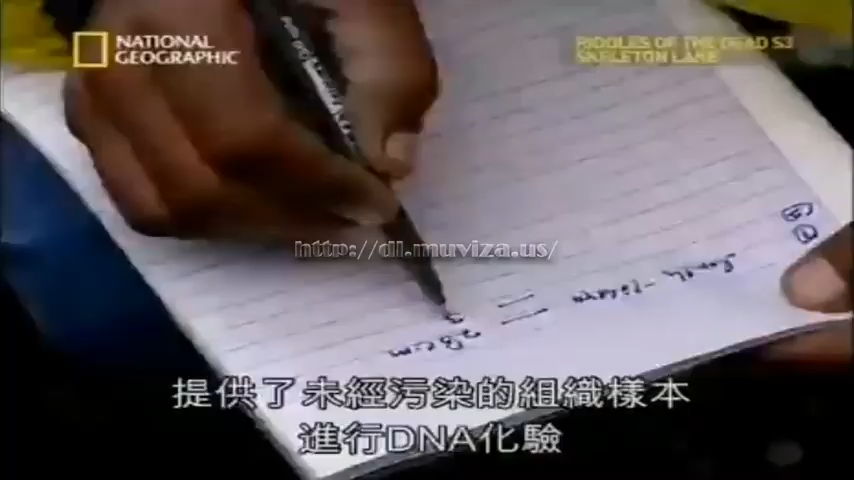 NATIONAL
GEOGRAPHIC
RIDDLES OF THE DEAD S3
SKELETON LAKE
http://dl.muviza.us/
28cm
提供了未經污染的組織樣本
進行DNA化驗